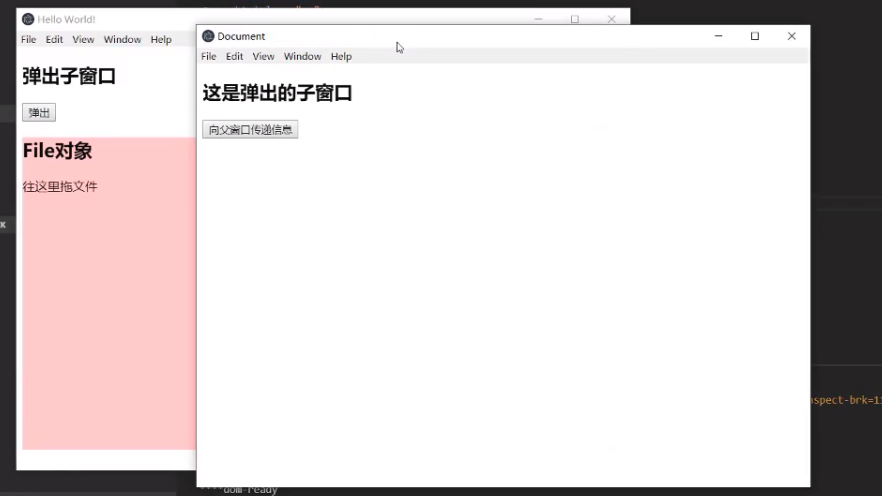 Hello World!
File Edit View Window Help
弹出子窗口
弹出
File对象
往这里拖文件
Document
File Edit View Window Help
这是弹出的子窗口
向父窗口传递信息
nspect-brk=1
dom-ready